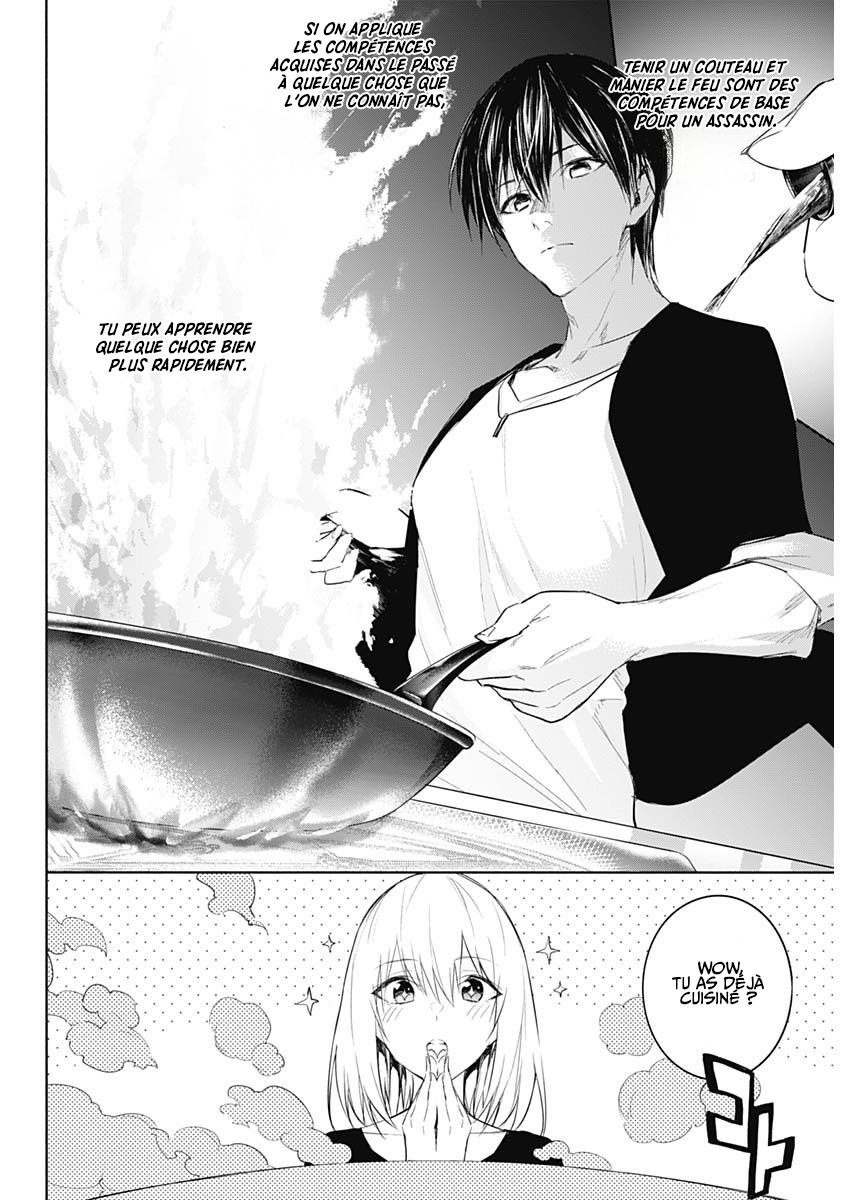 TENIR UN COUTEAU ET
MANIER LE FEU SONT DES
COMPÉTENCES DE BASE
POUR UN ASSASSIN.
SI ON APPLIQUE
LES COMPÉTENCES
ACQUISES DANS LE PASSÉ
À QUELQUE CHOSE QUE
L'ON NE CONNAÎT PAS,
TU PEUX APPRENDRE
QUELQUE CHOSE BIEN
PLUS RAPIDEMENT.
WOW,
TU AS DÉJÀ
CUISINÉ ?